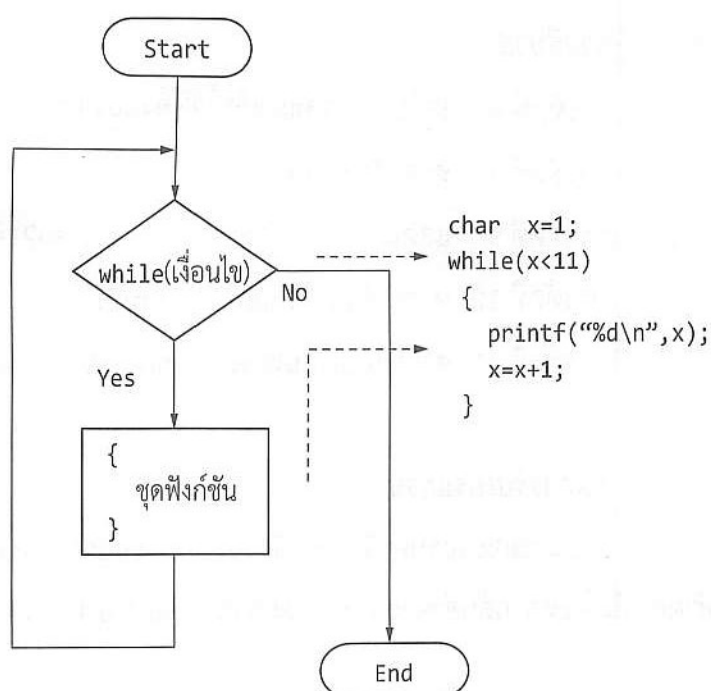 Start
while(เงื่อนไข)
No
Yes
{
ชุดฟังก์ชัน
}
End
char x=1;
while(x<11)
{
printf("%d\n",x);
x=x+1;
}